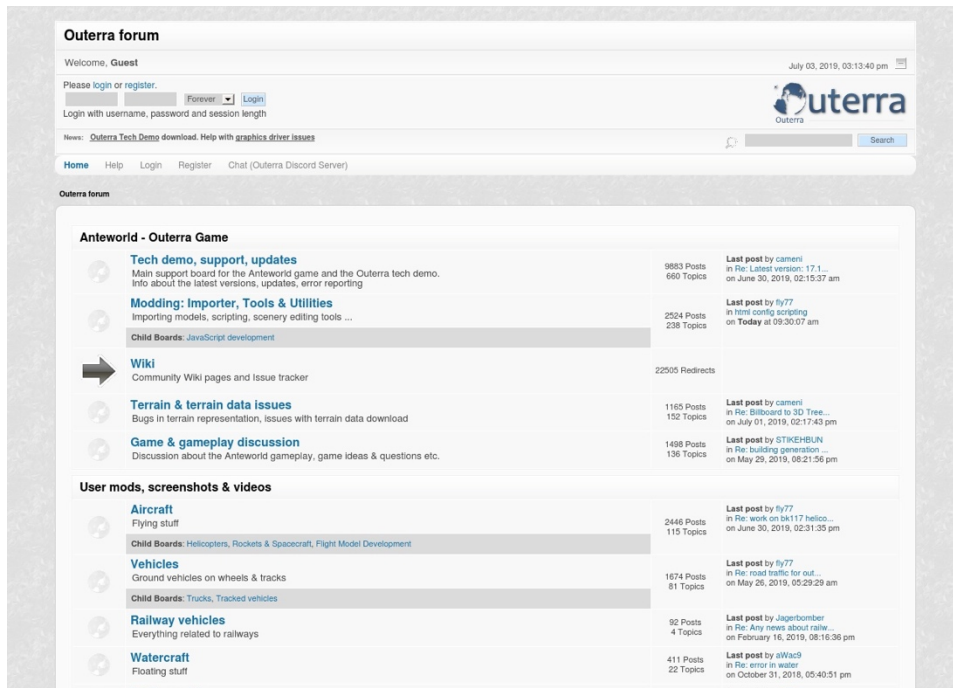 Outerra forum
Welcome, Guest
July 03, 2019, 03:13:40 pm
Please login or register.
Forever Login
Login with username, password and session length
Outerra
Outerra
News: Outerra Tech Demo download. Help with graphics driver issues
Search
Home Help Login Register Chat (Outerra Discord Server)
Outerra forum
Anteworld - Outerra Game
Tech demo, support, updates
Main support board for the Anteworld game and the Outerra tech demo.
Info about the latest versions, updates, error reporting
9883 Posts
660 Topics
Last post by cameni
in Re: Latest version: 17.1...
on June 30, 2019, 02:15:37 am
Modding: Importer, Tools & Utilities
Importing models, scripting, scenery editing tools ...
Child Boards: JavaScript development
2524 Posts
238 Topics
Last post by fly77
in html config scripting
on Today at 09:30:07 am
Wiki
Community Wiki pages and Issue tracker
22505 Redirects
Terrain & terrain data issues
Bugs in terrain representation, issues with terrain data download
1165 Posts
152 Topics
Last post by cameni
in Re: Billboard to 3D Tree...
on July 01, 2019, 02:17:43 pm
Game & gameplay discussion
Discussion about the Anteworld gameplay, game ideas & questions etc.
1498 Posts
136 Topics
Last post by STIKEHBUN
in Re: building generation ...
on May 29, 2019, 08:21:56 pm
User mods, screenshots & videos
Aircraft
Flying stuff
Child Boards: Helicopters, Rockets & Spacecraft, Flight Model Development
2446 Posts
115 Topics
Last post by fly77
in Re: work on bk117 helico...
on June 30, 2019, 02:31:35 pm
Vehicles
Ground vehicles on wheels & tracks
Child Boards: Trucks, Tracked vehicles
1674 Posts
81 Topics
Last post by fly77
in Re: road traffic for out...
on May 26, 2019, 05:29:29 am
Railway vehicles
Everything related to railways
92 Posts
4 Topics
Last post by Jagerbomber
in Re: Any news about railw...
on February 16, 2019, 08:16:36 pm
Watercraft
Floating stuff
411 Posts
22 Topics
Last post by aWac9
in Re: error in water
on October 31, 2018, 05:40:51 pm